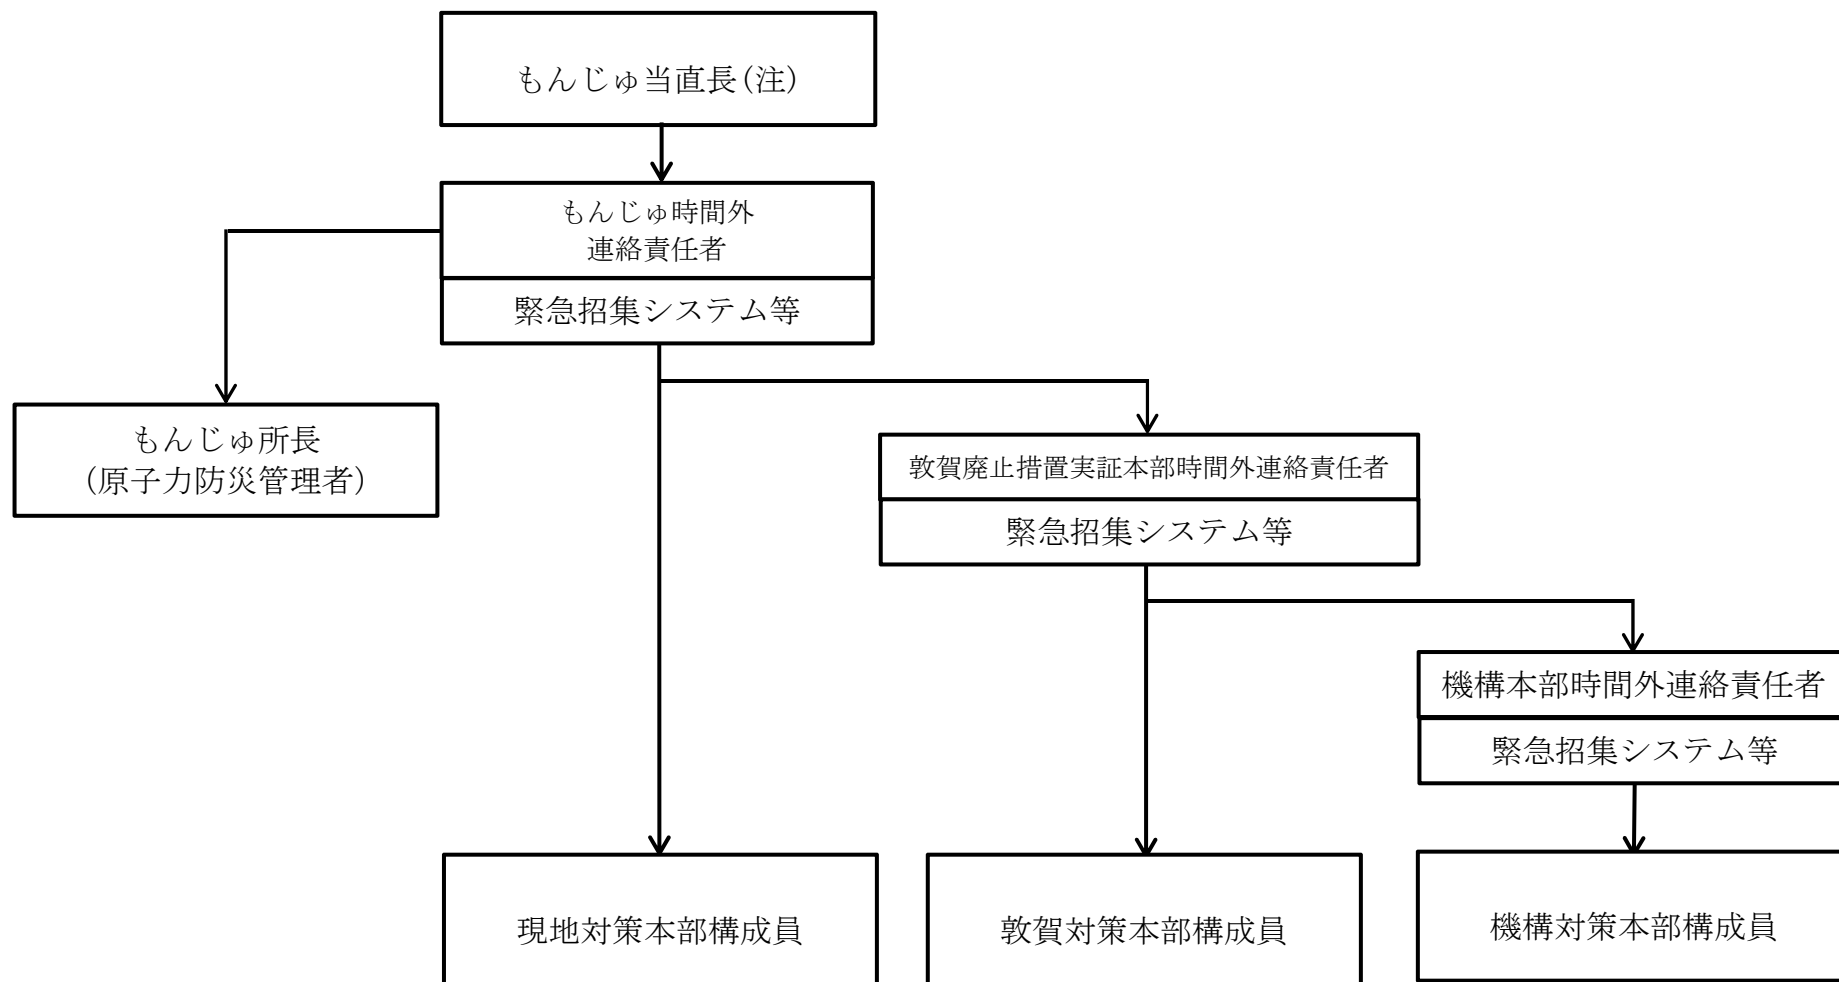 もんじゅ当直長(注)
もんじゅ時間外
連絡責任者
緊急招集システム等
もんじゅ所長
(原子力防災管理者)
敦賀廃止措置実証本部時間外連絡責任者
緊急招集システム等
機構本部時間外連絡責任者
緊急招集システム等
現地対策本部構成員
敦賀対策本部構成員
機構対策本部構成員